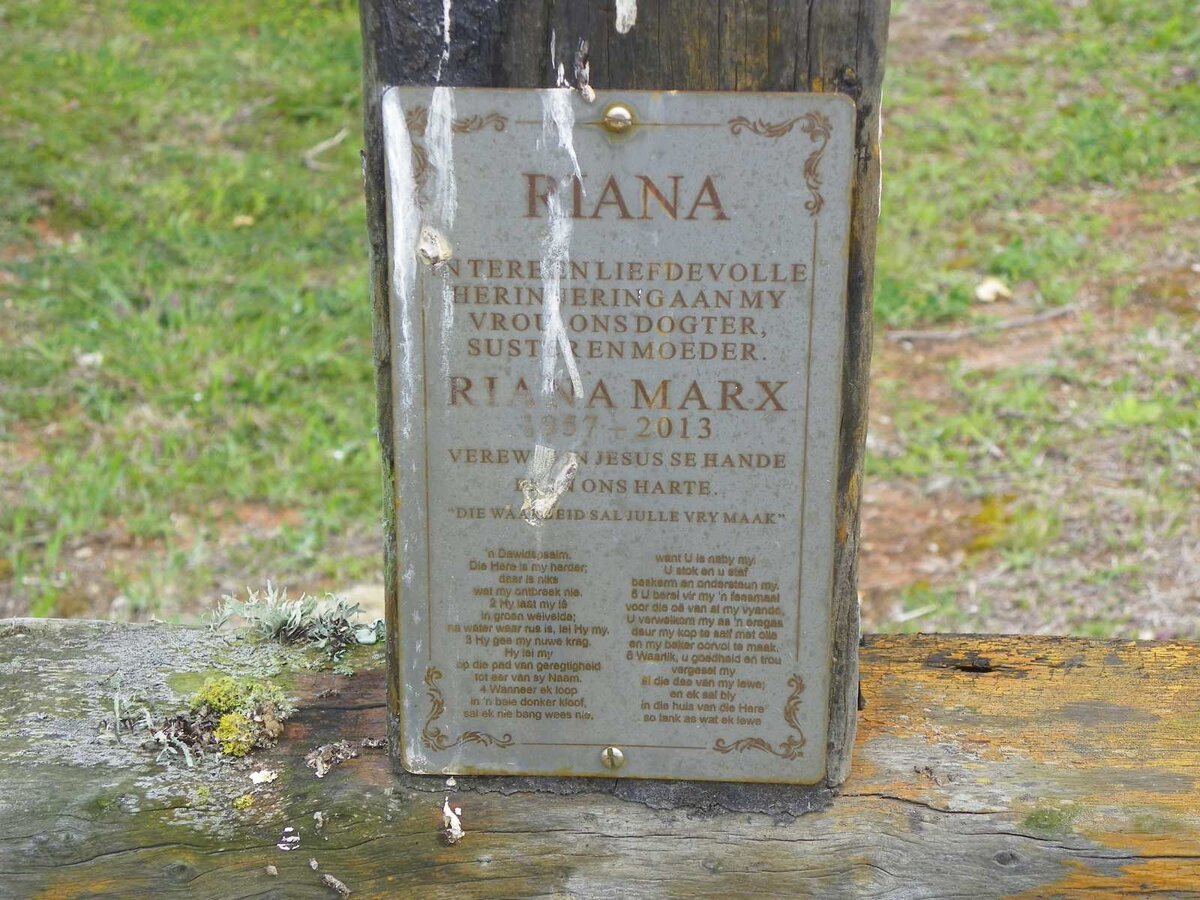 RIANA
TERE EN LIEFDEVOLLE
HERINNERING AAN MY
VROU, ONS DOGTER,
SUSTER EN MOEDER.
RIANA MARX
1957 – 2013
VEREWIG IN JESUS SE HANDE
EN IN ONS HARTE.
"DIE WAARHEID SAL JULLE VRY MAAK"
'n Dawidspsalm.
Die Here is my herder;
daar is niks
wat my ontbreek nie.
2 Hy laat my lê
in groen weivelde;
na water waar rus is, lei Hy my.
3 Hy gee my nuwe krag.
Hy lei my
op die pad van geregtigheid
tot eer van sy Naam.
4 Wanneer ek loop
in 'n baie donker kloof,
sal ek nie bang wees nie,
want U is naby my.
U stok en u staf
beskerm en ondersteun my.
5 U berei vir my 'n feesmaal
voor die oë van al my vyande.
U verwelkom my as 'n eregas
deur my kop te salf met olie
en my beker oorvol te maak.
6 Waarlik, u goedheid en trou
vergesel my
al die dae van my lewe;
en ek sal bly
in die huis van die Here
so lank as wat ek lewe